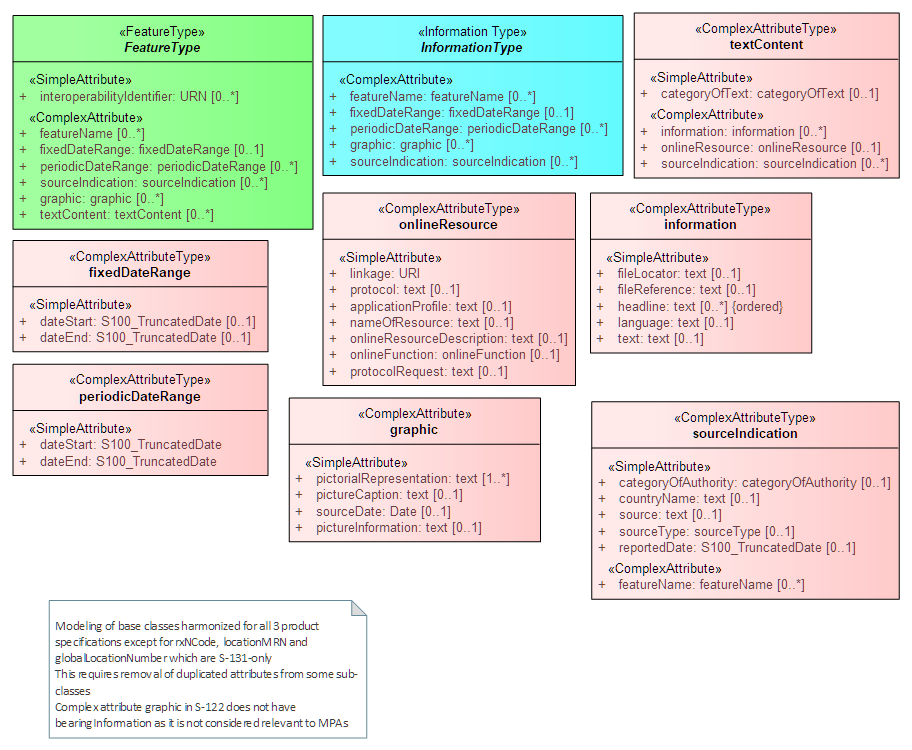 «FeatureType»
FeatureType
«SimpleAttribute»
+ interoperabilityIdentifier: URN [0..*]
«ComplexAttribute»
+ featureName [0..*]
+ fixedDateRange: fixedDateRange [0..1]
+ periodicDateRange: periodicDateRange [0..*]
+ sourceIndication: sourceIndication [0..*]
+ graphic: graphic [0..*]
+ textContent: textContent [0..*]
«Information Type»
InformationType
«ComplexAttribute»
+ featureName: featureName [0..*]
+ fixedDateRange: fixedDateRange [0..1]
+ periodicDateRange: periodicDateRange [0..*]
+ graphic: graphic [0..*]
+ sourceIndication: sourceIndication [0..*]
«ComplexAttributeType»
textContent
«SimpleAttribute»
+ categoryOfText: categoryOfText [0..1]
«ComplexAttribute»
+ information: information [0..*]
+ onlineResource: onlineResource [0..1]
+ sourceIndication: sourceIndication [0..*]
«ComplexAttributeType»
fixedDateRange
«SimpleAttribute»
+ dateStart: S100_TruncatedDate [0..1]
+ dateEnd: S100_TruncatedDate [0..1]
«ComplexAttributeType»
onlineResource
«SimpleAttribute»
+ linkage: URI
+ protocol: text [0..1]
+ applicationProfile: text [0..1]
+ nameOfResource: text [0..1]
+ onlineResourceDescription: text [0..1]
+ onlineFunction: onlineFunction [0..1]
+ protocolRequest: text [0..1]
«ComplexAttributeType»
information
«SimpleAttribute»
+ fileLocator: text [0..1]
+ fileReference: text [0..1]
+ headline: text [0..*] {ordered}
+ language: text [0..1]
+ text: text [0..1]
«ComplexAttributeType»
periodicDateRange
«SimpleAttribute»
+ dateStart: S100_TruncatedDate
+ dateEnd: S100_TruncatedDate
«ComplexAttribute»
graphic
«SimpleAttribute»
+ pictorialRepresentation: text [1..*]
+ pictureCaption: text [0..1]
+ sourceDate: Date [0..1]
+ pictureInformation: text [0..1]
«ComplexAttributeType»
sourceIndication
«SimpleAttribute»
+ categoryOfAuthority: categoryOfAuthority [0..1]
+ countryName: text [0..1]
+ source: text [0..1]
+ sourceType: sourceType [0..1]
+ reportedDate: S100_TruncatedDate [0..1]
«ComplexAttribute»
+ featureName: featureName [0..*]
Modeling of base classes harmonized for all 3 product
specifications except for rxNCode, locationMRN and
globalLocationNumber which are S-131-only
This requires removal of duplicated attributes from some sub-
classes
Complex attribute graphic in S-122 does not have
bearingInformation as it is not considered relevant to MPAs